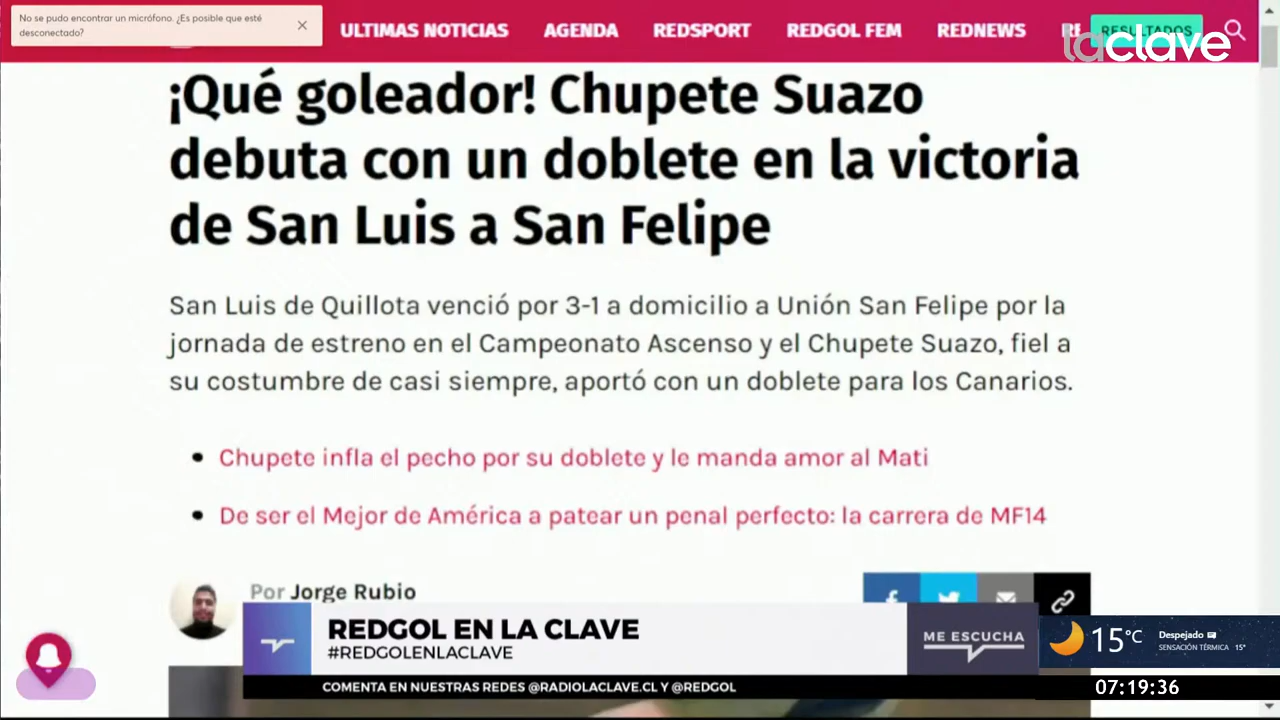 No se pudo encontrar un micrófono. ¿Es posible que esté
desconectado?
ULTIMAS NOTICIAS AGENDA REDSPORT REDGOL FEM REDNEWS RE RESULTADOS
laclave
¡Qué goleador! Chupete Suazo
debuta con un doblete en la victoria
de San Luis a San Felipe
San Luis de Quillota venció por 3-1 a domicilio a Unión San Felipe por la
jornada de estreno en el Campeonato Ascenso y el Chupete Suazo, fiel a
su costumbre de casi siempre, aportó con un doblete para los Canarios.
Chupete infla el pecho por su doblete y le manda amor al Mati
De ser el Mejor de América a patear un penal perfecto: la carrera de MF14
Por Jorge Rubio
REDGOL EN LA CLAVE
#REDGOLENLACLAVE
ME ESCUCHA
15°C
Despejado
SENSACIÓN TÉRMICA 15°
COMENTA EN NUESTRAS REDES @RADIOLACLAVE.CL Y @REDGOL
07:19:36